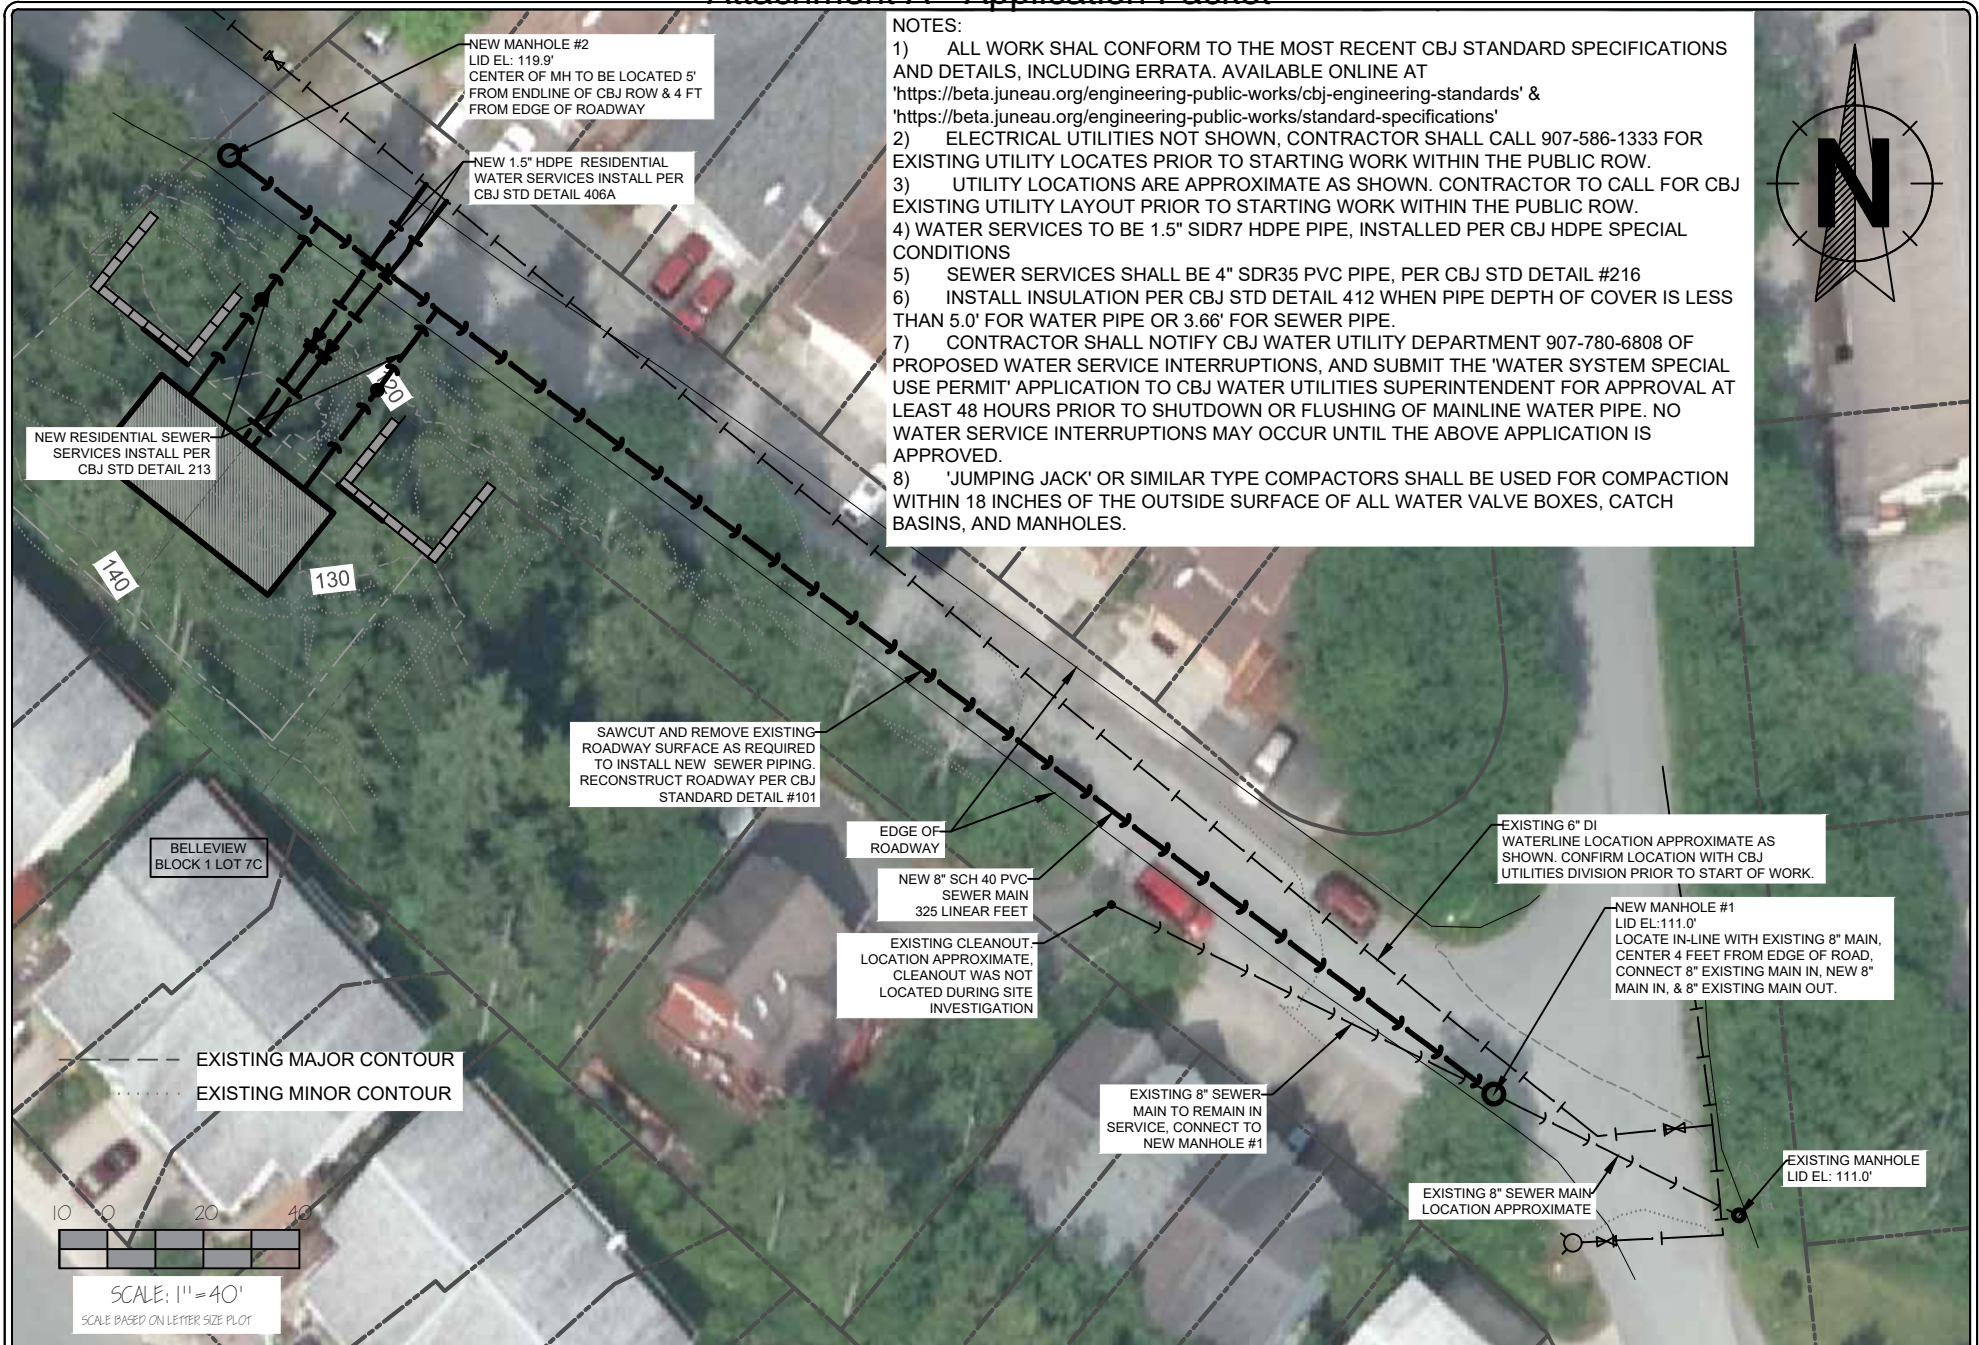 Attachment A - Application Packet
NOTES:
1) ALL WORK SHAL CONFORM TO THE MOST RECENT CBJ STANDARD SPECIFICATIONS
AND DETAILS, INCLUDING ERRATA. AVAILABLE ONLINE AT
'https://beta.juneau.org/engineering-public-works/cbj-engineering-standards' &
'https://beta.juneau.org/engineering-public-works/standard-specifications'
2) ELECTRICAL UTILITIES NOT SHOWN, CONTRACTOR SHALL CALL 907-586-1333 FOR
EXISTING UTILITY LOCATES PRIOR TO STARTING WORK WITHIN THE PUBLIC ROW.
3) UTILITY LOCATIONS ARE APPROXIMATE AS SHOWN. CONTRACTOR TO CALL FOR CBJ
EXISTING UTILITY LAYOUT PRIOR TO STARTING WORK WITHIN THE PUBLIC ROW.
4) WATER SERVICES TO BE 1.5" SIDR7 HDPE PIPE, INSTALLED PER CBJ HDPE SPECIAL
CONDITIONS
5) SEWER SERVICES SHALL BE 4" SDR35 PVC PIPE, PER CBJ STD DETAIL #216
6) INSTALL INSULATION PER CBJ STD DETAIL 412 WHEN PIPE DEPTH OF COVER IS LESS
THAN 5.0' FOR WATER PIPE OR 3.66' FOR SEWER PIPE.
7) CONTRACTOR SHALL NOTIFY CBJ WATER UTILITY DEPARTMENT 907-780-6808 OF
PROPOSED WATER SERVICE INTERRUPTIONS, AND SUBMIT THE 'WATER SYSTEM SPECIAL
USE PERMIT' APPLICATION TO CBJ WATER UTILITIES SUPERINTENDENT FOR APPROVAL AT
LEAST 48 HOURS PRIOR TO SHUTDOWN OR FLUSHING OF MAINLINE WATER PIPE. NO
WATER SERVICE INTERRUPTIONS MAY OCCUR UNTIL THE ABOVE APPLICATION IS
APPROVED.
8) 'JUMPING JACK' OR SIMILAR TYPE COMPACTORS SHALL BE USED FOR COMPACTION
WITHIN 18 INCHES OF THE OUTSIDE SURFACE OF ALL WATER VALVE BOXES, CATCH
BASINS, AND MANHOLES.
N
NEW MANHOLE #2
LID EL: 119.9'
CENTER OF MH TO BE LOCATED 5'
FROM ENDLINE OF CBJ ROW & 4 FT
FROM EDGE OF ROADWAY
NEW 1.5" HDPE RESIDENTIAL
WATER SERVICES INSTALL PER
CBJ STD DETAIL 406A
120
NEW RESIDENTIAL SEWER
SERVICES INSTALL PER
CBJ STD DETAIL 213
140
130
SAWCUT AND REMOVE EXISTING
ROADWAY SURFACE AS REQUIRED
TO INSTALL NEW SEWER PIPING.
RECONSTRUCT ROADWAY PER CBJ
STANDARD DETAIL #101
EDGE OF
ROADWAY
BELLEVIEW
BLOCK 1 LOT 7C
NEW 8" SCH 40 PVC
SEWER MAIN
325 LINEAR FEET
EXISTING CLEANOUT.
LOCATION APPROXIMATE,
CLEANOUT WAS NOT
LOCATED DURING SITE
INVESTIGATION
EXISTING 6" DI
WATERLINE LOCATION APPROXIMATE AS
SHOWN. CONFIRM LOCATION WITH CBJ
UTILITIES DIVISION PRIOR TO START OF WORK.
NEW MANHOLE #1
LID EL:111.0'
LOCATE IN-LINE WITH EXISTING 8" MAIN,
CENTER 4 FEET FROM EDGE OF ROAD,
CONNECT 8" EXISTING MAIN IN, NEW 8"
MAIN IN, & 8" EXISTING MAIN OUT.
EXISTING MAJOR CONTOUR
EXISTING MINOR CONTOUR
EXISTING 8" SEWER
MAIN TO REMAIN IN
SERVICE, CONNECT TO
NEW MANHOLE #1
EXISTING MANHOLE
LID EL: 111.0'
EXISTING 8" SEWER MAIN
LOCATION APPROXIMATE
10 0 20 40
SCALE: 1"=40'
SCALE BASED ON LETTER SIZE PLOT